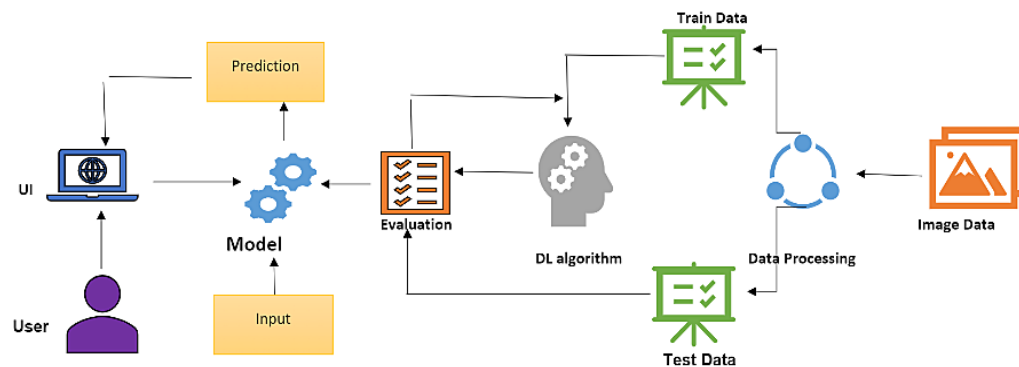 Train Data
Prediction
UI
Evaluation
Image Data
Model
DL algorithm
Data Processing
User
Input
Test Data